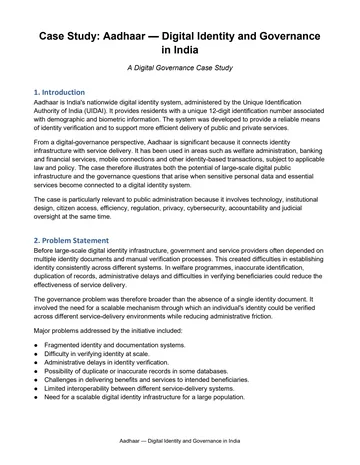 Case Study: Aadhaar — Digital Identity and Governance
in India
A Digital Governance Case Study
1. Introduction
Aadhaar is India's nationwide digital identity system, administered by the Unique Identification
Authority of India (UIDAI). It provides residents with a unique 12-digit identification number associated
with demographic and biometric information. The system was developed to provide a reliable means
of identity verification and to support more efficient delivery of public and private services.
From a digital-governance perspective, Aadhaar is significant because it connects identity
infrastructure with service delivery. It has been used in areas such as welfare administration, banking
and financial services, mobile connections and other identity-based transactions, subject to applicable
law and policy. The case therefore illustrates both the potential of large-scale digital public
infrastructure and the governance questions that arise when sensitive personal data and essential
services become connected to a digital identity system.
The case is particularly relevant to public administration because it involves technology, institutional
design, citizen access, efficiency, regulation, privacy, cybersecurity, accountability and judicial
oversight at the same time.
2. Problem Statement
Before large-scale digital identity infrastructure, government and service providers often depended on
multiple identity documents and manual verification processes. This created difficulties in establishing
identity consistently across different systems. In welfare programmes, inaccurate identification,
duplication of records, administrative delays and difficulties in verifying beneficiaries could reduce the
effectiveness of service delivery.
The governance problem was therefore broader than the absence of a single identity document. It
involved the need for a scalable mechanism through which an individual's identity could be verified
across different service-delivery environments while reducing administrative friction.
Major problems addressed by the initiative included:
● Fragmented identity and documentation systems.
● Difficulty in verifying identity at scale.
● Administrative delays in identity verification.
● Possibility of duplicate or inaccurate records in some databases.
● Challenges in delivering benefits and services to intended beneficiaries.
● Limited interoperability between different service-delivery systems.
● Need for a scalable digital identity infrastructure for a large population.
Aadhaar — Digital Identity and Governance in India